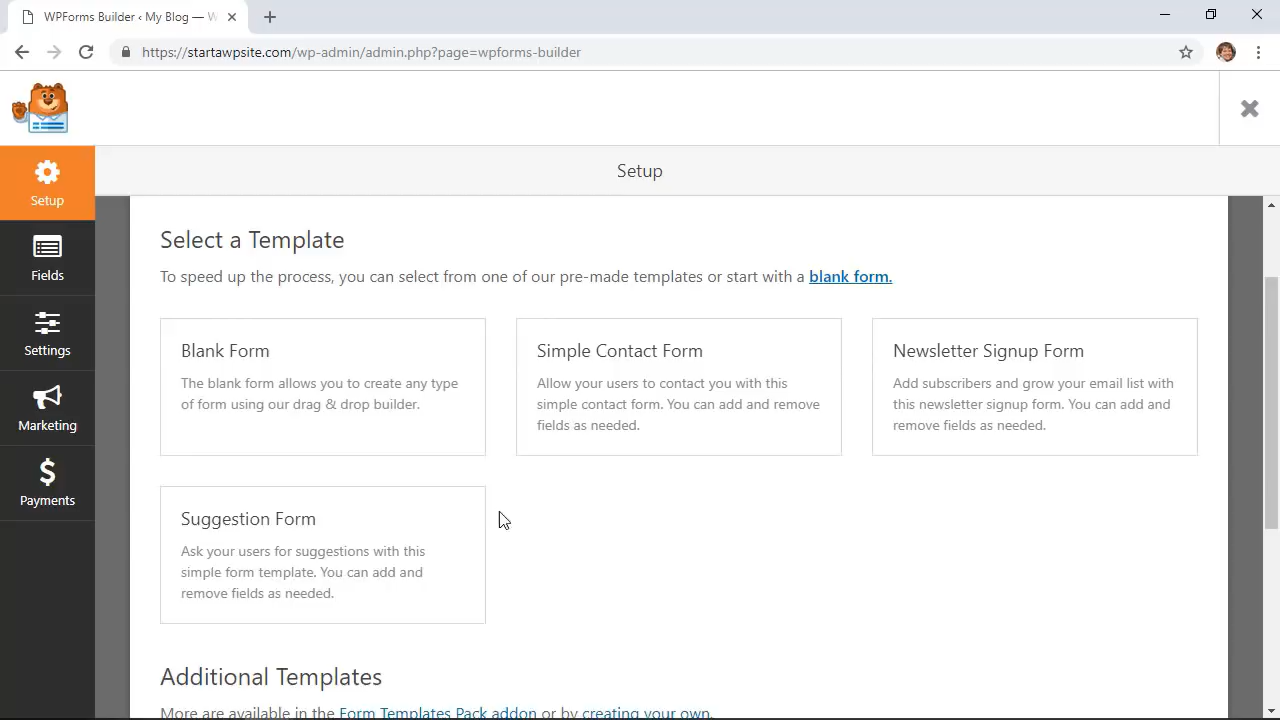 WPForms Builder ‹ My Blog — W
https://startawpsite.com/wp-admin/admin.php?page=wpforms-builder
Setup
Setup
Fields
Settings
Marketing
Payments
Select a Template
To speed up the process, you can select from one of our pre-made templates or start with a blank form.
Blank Form
The blank form allows you to create any type
of form using our drag & drop builder.
Simple Contact Form
Allow your users to contact you with this
simple contact form. You can add and remove
fields as needed.
Newsletter Signup Form
Add subscribers and grow your email list with
this newsletter signup form. You can add and
remove fields as needed.
Suggestion Form
Ask your users for suggestions with this
simple form template. You can add and
remove fields as needed.
Additional Templates
More are available in the Form Templates Pack addon or by creating your own.